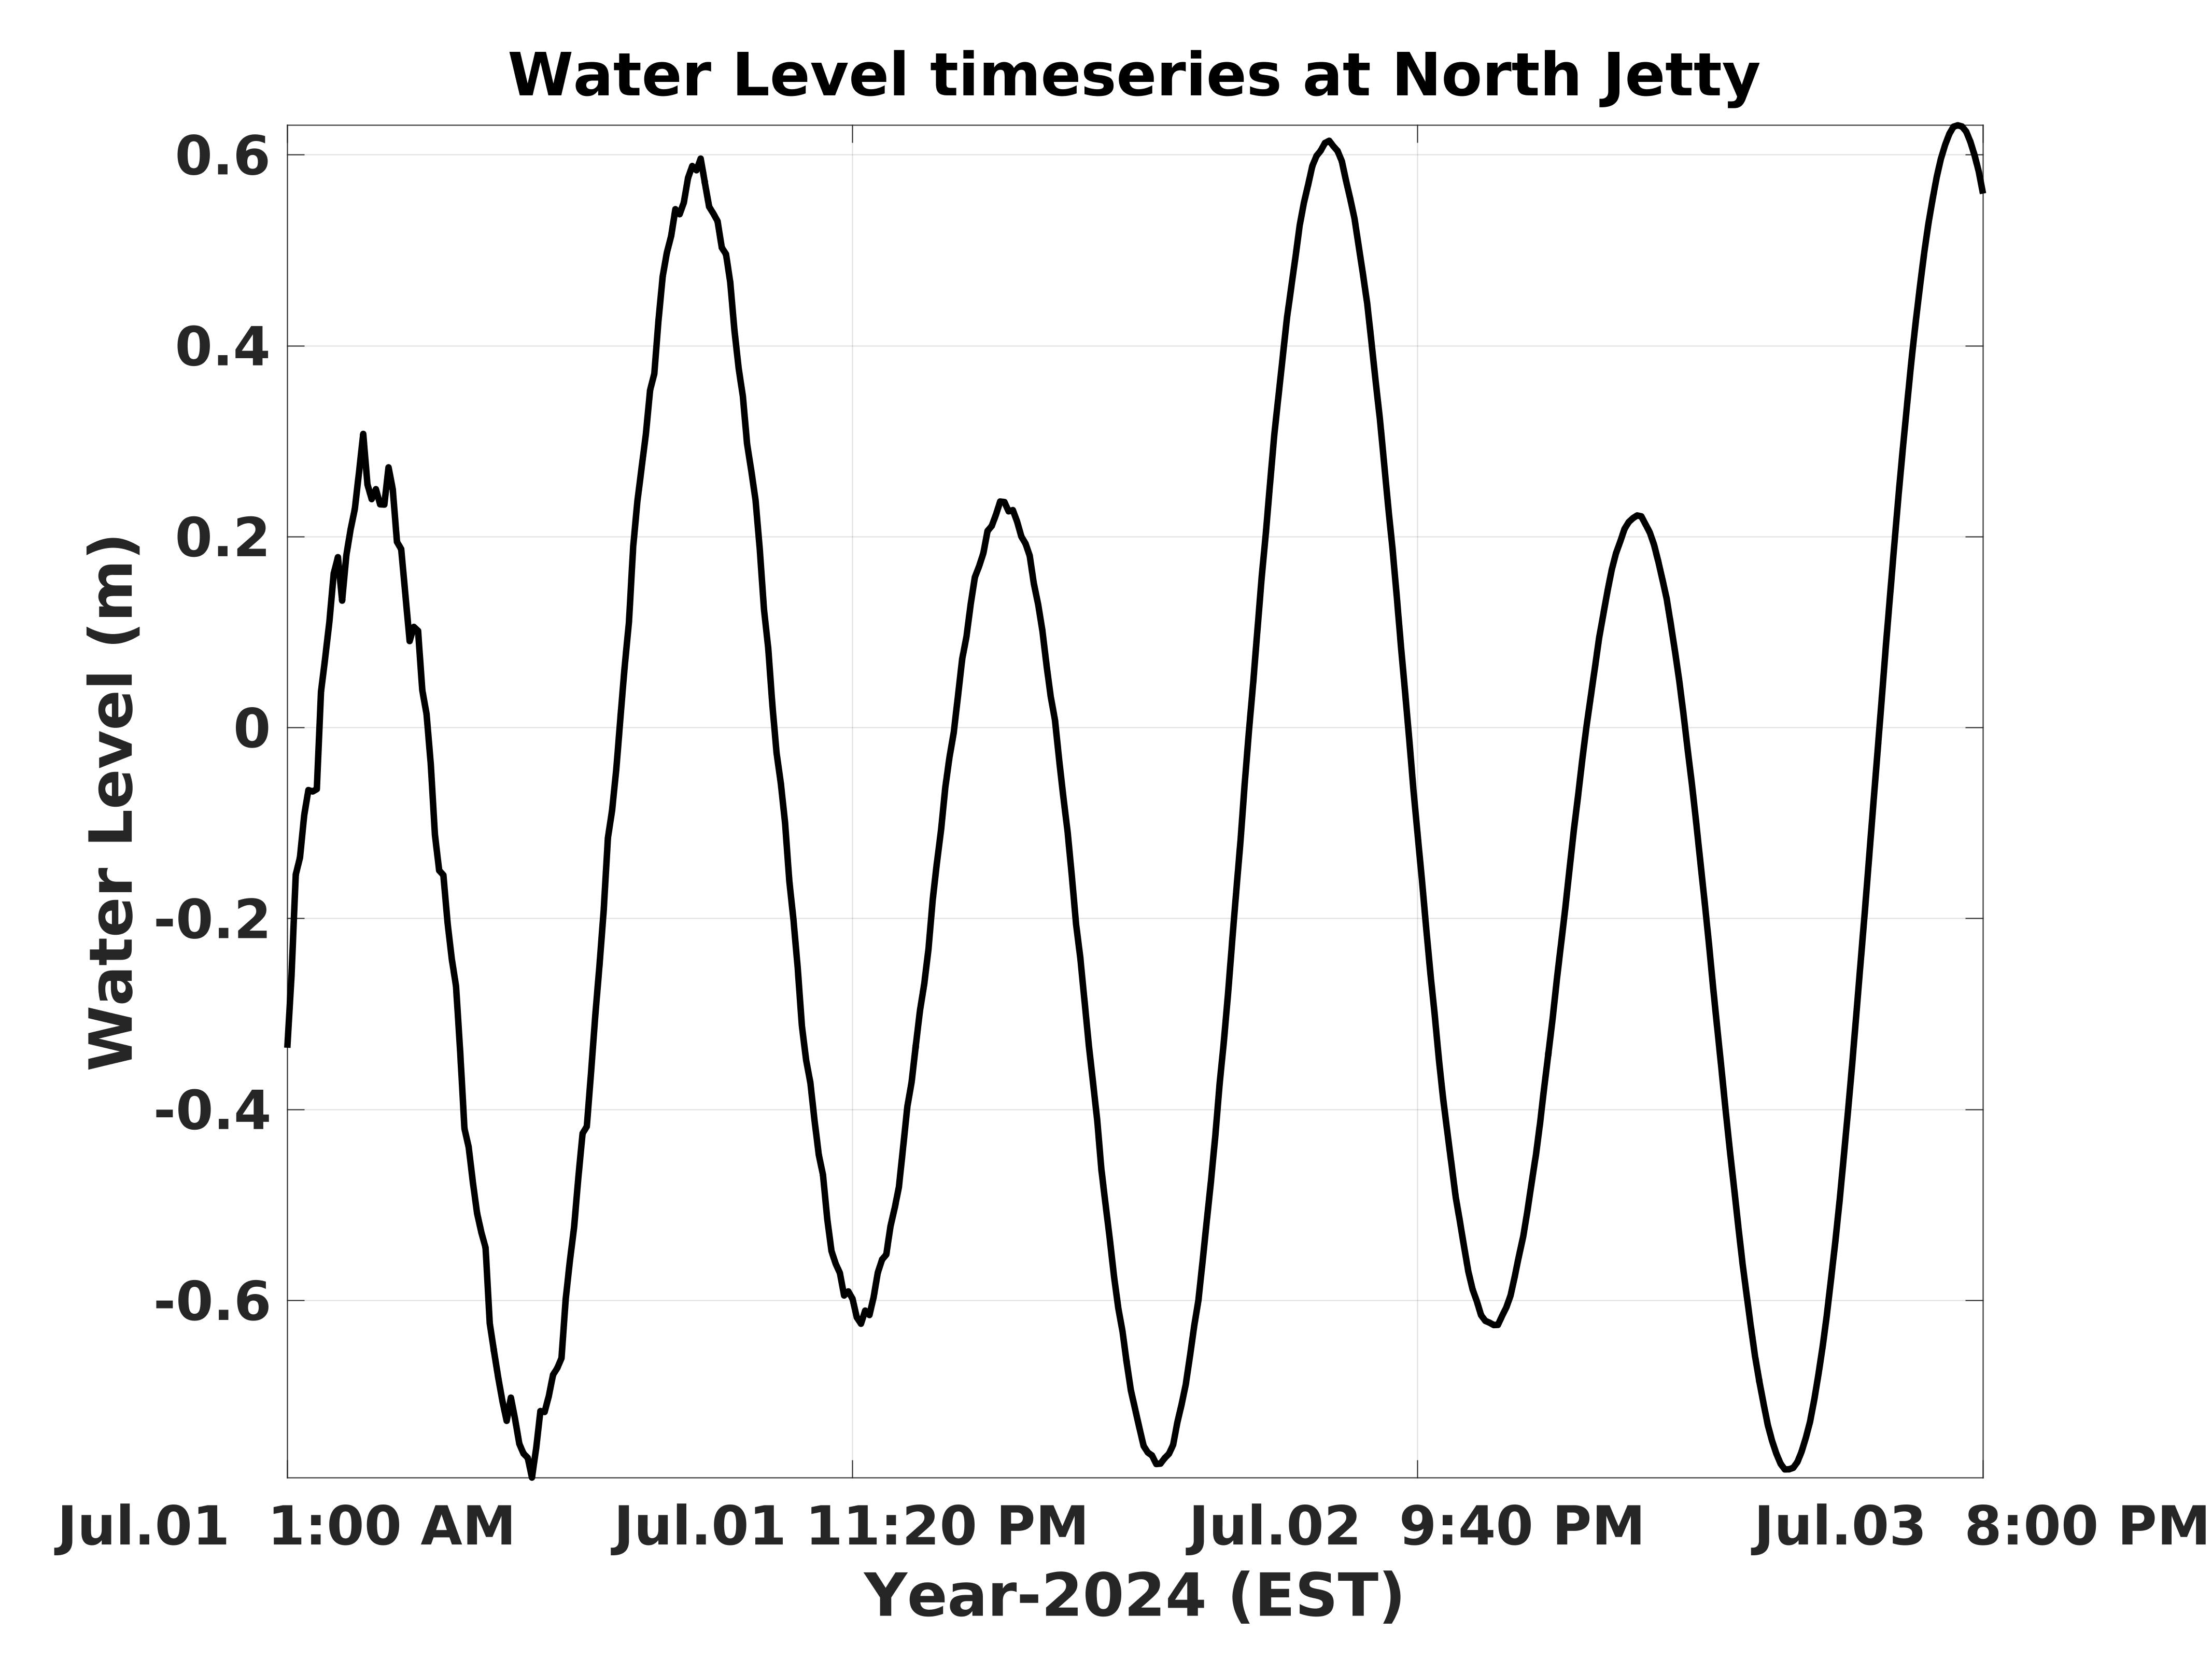 Water Level timeseries at North Jetty
0.6
0.4
0.2
0
-0.2
-0.4
-0.6
Water Level (m)
Jul.01 1:00 AM
Jul.01 11:20 PM
Jul.02 9:40 PM
Jul.03 8:00 PM
Year-2024 (EST)